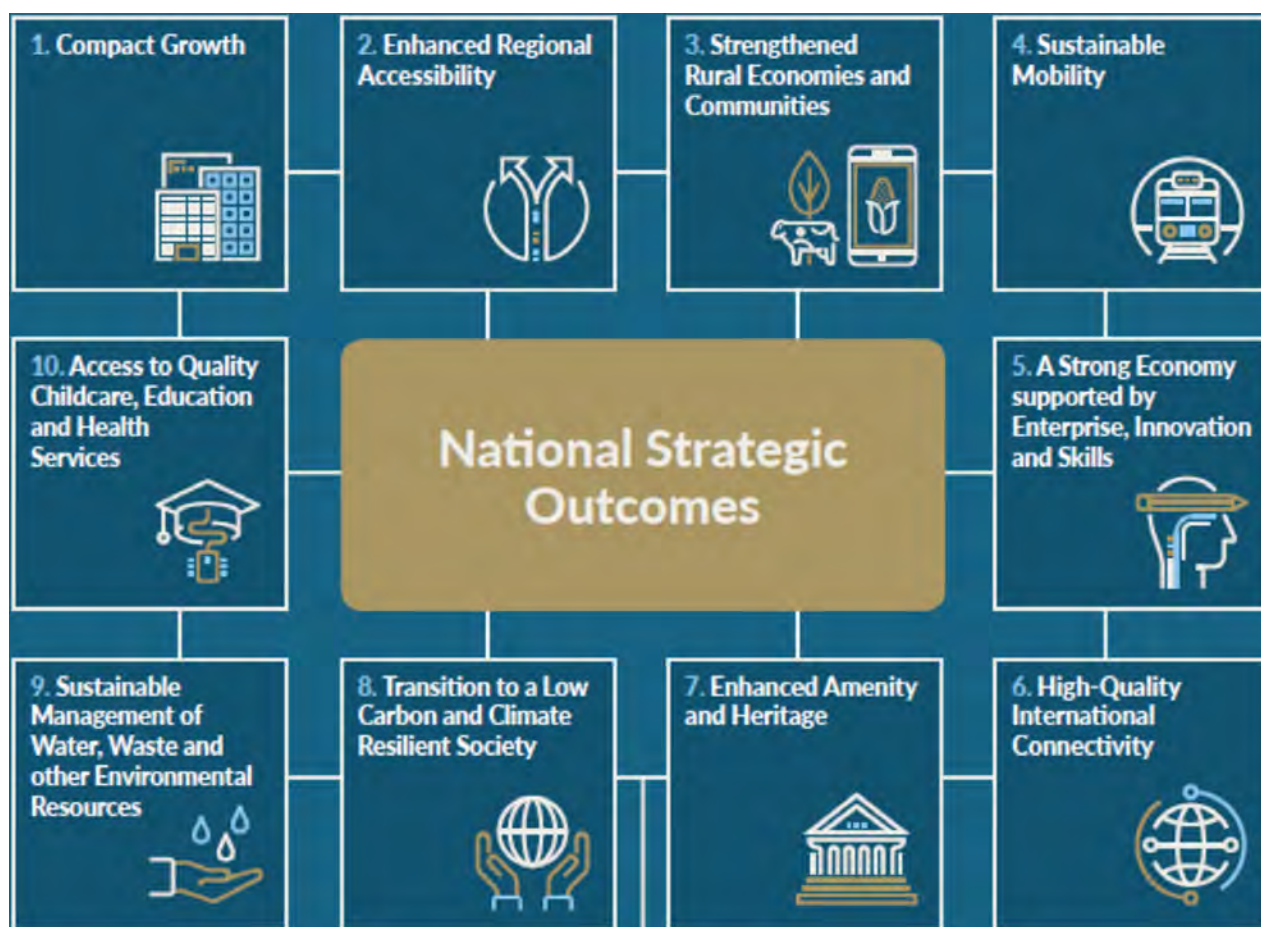 1. Compact Growth
2. Enhanced Regional
Accessibility
3. Strengthened
Rural Economies and
Communities
4. Sustainable
Mobility
10. Access to Quality
Childcare, Education
and Health
Services
National Strategic
Outcomes
5. A Strong Economy
supported by
Enterprise, Innovation
and Skills
9. Sustainable
Management of
Water, Waste and
other Environmental
Resources
8. Transition to a Low
Carbon and Climate
Resilient Society
7. Enhanced Amenity
and Heritage
6. High-Quality
International
Connectivity